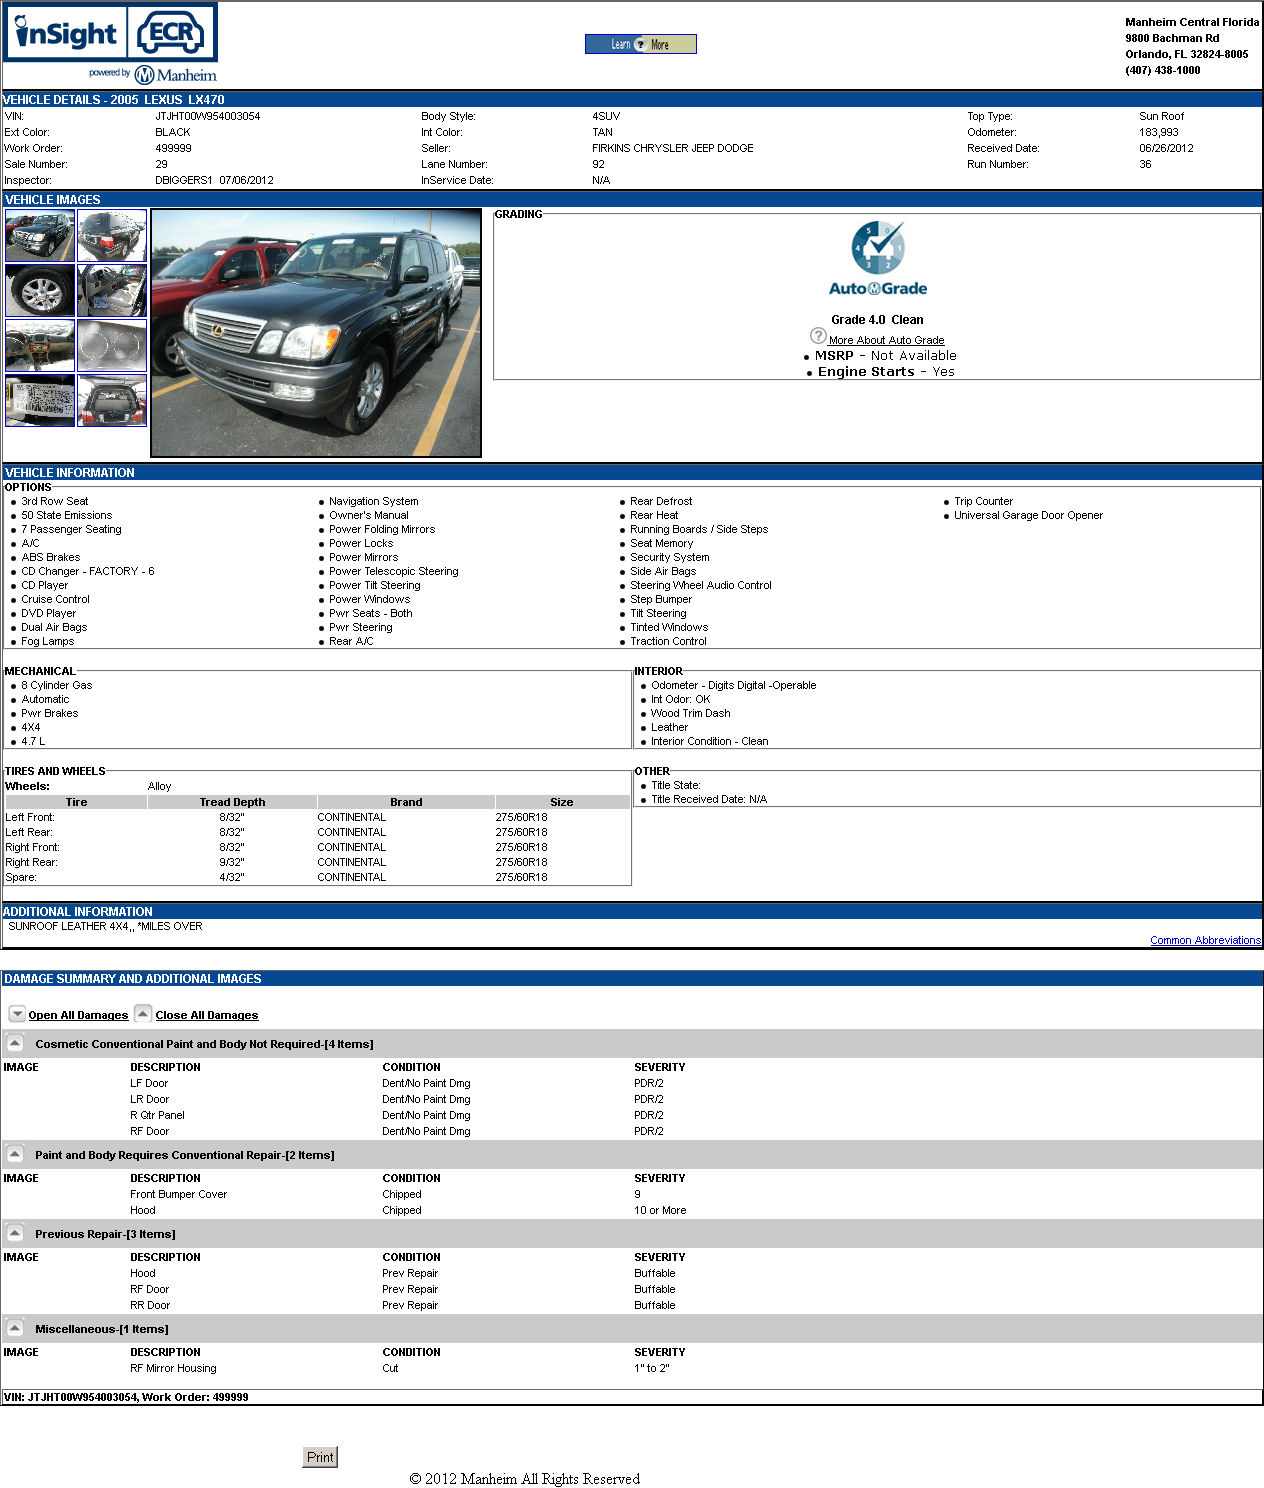 inSight ECR
powered by Manheim
Learn ? More
Manheim Central Florida
9800 Bachman Rd
Orlando, FL 32824-8005
(407) 438-1000
VEHICLE DETAILS - 2005 LEXUS LX470
VIN: JTJHT00W954003054 Body Style: 4SUV Top Type: Sun Roof
Ext Color: BLACK Int Color: TAN Odometer: 183,993
Work Order: 499999 Seller: FIRKINS CHRYSLER JEEP DODGE Received Date: 06/26/2012
Sale Number: 29 Lane Number: 92 Run Number: 36
Inspector: DBIGGERS1 07/06/2012 InService Date: N/A
VEHICLE IMAGES
GRADING
5 4 3 2 1 0
AutoGrade
Grade 4.0 Clean
? More About Auto Grade
• MSRP - Not Available
• Engine Starts - Yes
VEHICLE INFORMATION
OPTIONS
• 3rd Row Seat • Navigation System • Rear Defrost • Trip Counter
• 50 State Emissions • Owner's Manual • Rear Heat • Universal Garage Door Opener
• 7 Passenger Seating • Power Folding Mirrors • Running Boards / Side Steps
• A/C • Power Locks • Seat Memory
• ABS Brakes • Power Mirrors • Security System
• CD Changer - FACTORY - 6 • Power Telescopic Steering • Side Air Bags
• CD Player • Power Tilt Steering • Steering Wheel Audio Control
• Cruise Control • Power Windows • Step Bumper
• DVD Player • Pwr Seats - Both • Tilt Steering
• Dual Air Bags • Pwr Steering • Tinted Windows
• Fog Lamps • Rear A/C • Traction Control
MECHANICAL
• 8 Cylinder Gas
• Automatic
• Pwr Brakes
• 4X4
• 4.7 L
INTERIOR
• Odometer - Digits Digital -Operable
• Int Odor: OK
• Wood Trim Dash
• Leather
• Interior Condition - Clean
TIRES AND WHEELS
Wheels: Alloy
Tire Tread Depth Brand Size
Left Front: 8/32" CONTINENTAL 275/60R18
Left Rear: 8/32" CONTINENTAL 275/60R18
Right Front: 8/32" CONTINENTAL 275/60R18
Right Rear: 9/32" CONTINENTAL 275/60R18
Spare: 4/32" CONTINENTAL 275/60R18
OTHER
• Title State:
• Title Received Date: N/A
ADDITIONAL INFORMATION
SUNROOF LEATHER 4X4,, *MILES OVER
Common Abbreviations
DAMAGE SUMMARY AND ADDITIONAL IMAGES
Open All Damages Close All Damages
Cosmetic Conventional Paint and Body Not Required-[4 Items]
IMAGE DESCRIPTION CONDITION SEVERITY
LF Door Dent/No Paint Dmg PDR/2
LR Door Dent/No Paint Dmg PDR/2
R Qtr Panel Dent/No Paint Dmg PDR/2
RF Door Dent/No Paint Dmg PDR/2
Paint and Body Requires Conventional Repair-[2 Items]
IMAGE DESCRIPTION CONDITION SEVERITY
Front Bumper Cover Chipped 9
Hood Chipped 10 or More
Previous Repair-[3 Items]
IMAGE DESCRIPTION CONDITION SEVERITY
Hood Prev Repair Buffable
RF Door Prev Repair Buffable
RR Door Prev Repair Buffable
Miscellaneous-[1 Items]
IMAGE DESCRIPTION CONDITION SEVERITY
RF Mirror Housing Cut 1" to 2"
VIN: JTJHT00W954003054, Work Order: 499999
Print
© 2012 Manheim All Rights Reserved